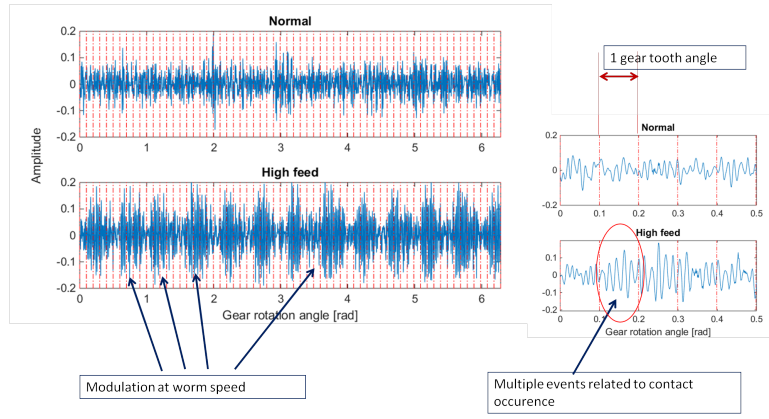 Normal
0.2
0.1
0
-0.1
-0.2
0 1 2 3 4 5 6
Amplitude
High feed
0.2
0.1
0
-0.1
-0.2
0 1 2 3 4 5 6
Gear rotation angle [rad]
Modulation at worm speed
1 gear tooth angle
Normal
0.2
0
-0.2
0 0.1 0.2 0.3 0.4 0.5
High feed
0.1
0
-0.1
0 0.1 0.2 0.3 0.4 0.5
Gear rotation angle [rad]
Multiple events related to contact
occurence